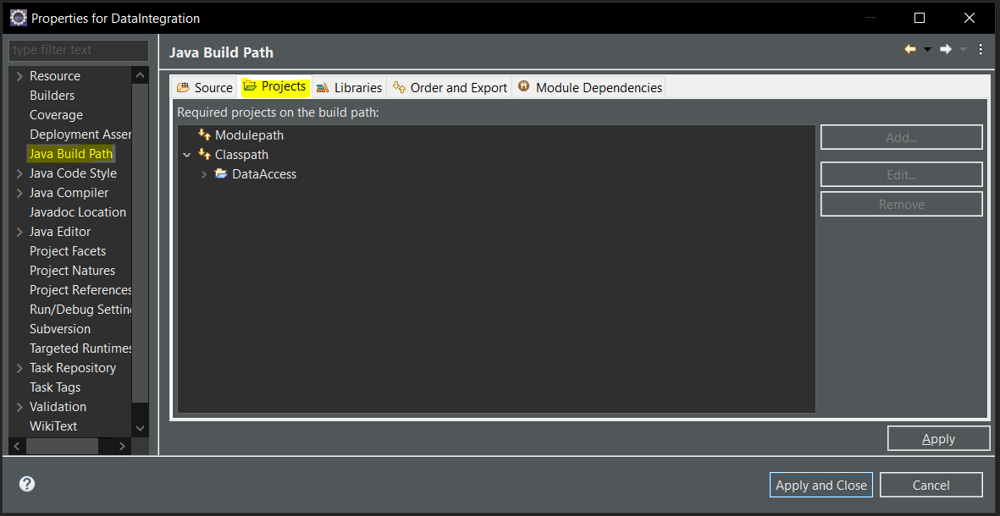 Properties for DataIntegration
type filter text
Resource
Builders
Coverage
Deployment Asser
Java Build Path
Java Code Style
Java Compiler
Javadoc Location
Java Editor
Project Facets
Project Natures
Project References
Run/Debug Setting
Subversion
Targeted Runtimes
Task Repository
Task Tags
Validation
WikiText
Java Build Path
Source Projects Libraries Order and Export Module Dependencies
Required projects on the build path:
Modulepath
Classpath
DataAccess
Add...
Edit...
Remove
Apply
Apply and Close Cancel